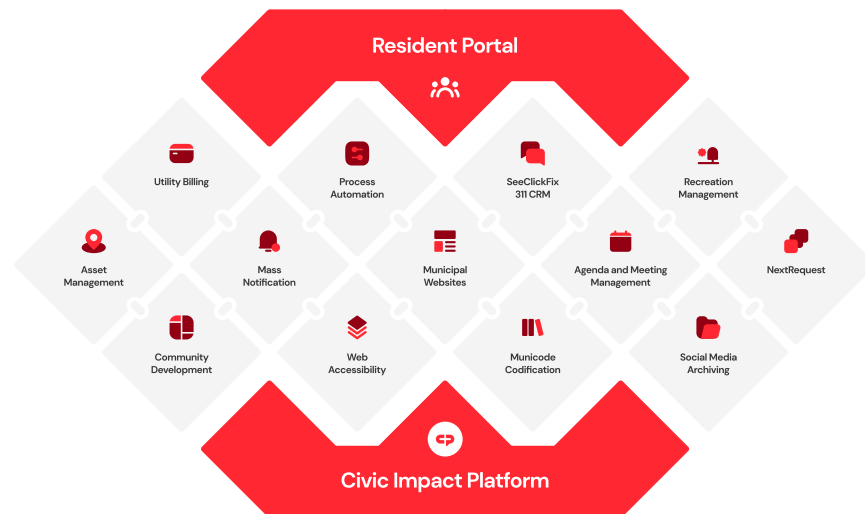 Resident Portal
Utility Billing
Process
Automation
SeeClickFix
311 CRM
Recreation
Management
Asset
Management
Mass
Notification
Municipal
Websites
Agenda and Meeting
Management
NextRequest
Community
Development
Web
Accessibility
Municode
Codification
Social Media
Archiving
CP
Civic Impact Platform